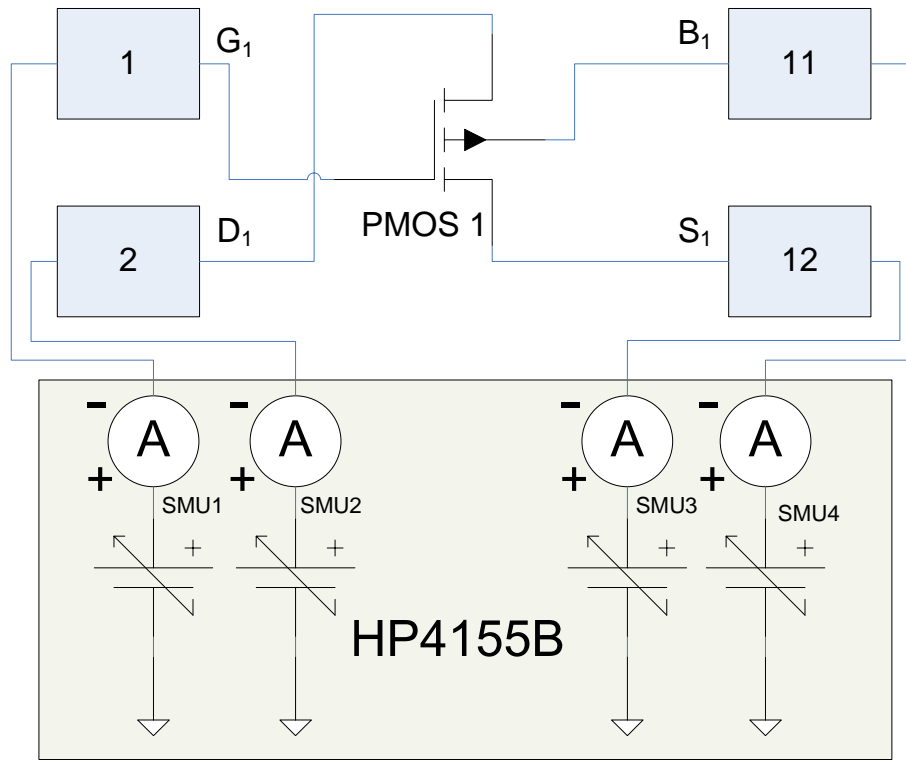 1
G₁
B₁
11
2
D₁
PMOS 1
S₁
12
- - - -
A A A A
+ + + +
SMU1 SMU2 SMU3 SMU4
+ + + +
HP4155B